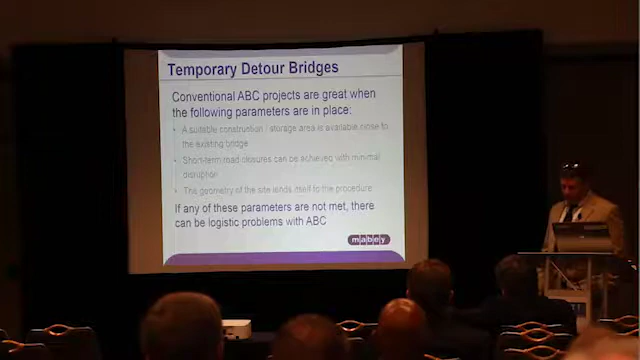 Temporary Detour Bridges
Conventional ABC projects are great when
the following parameters are in place:
• A suitable construction / storage area is available close to
the existing bridge
• Short-term road closures can be achieved with minimal
disruption
• The geometry of the site lends itself to the procedure
If any of these parameters are not met, there
can be logistic problems with ABC
mabey